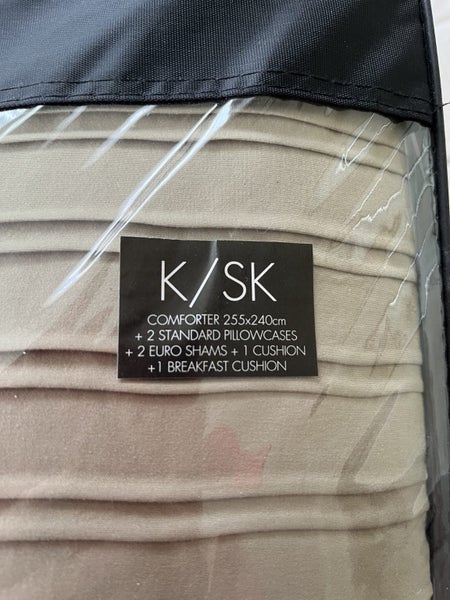 K/SK
COMFORTER 255x240cm
+ 2 STANDARD PILLOWCASES
+ 2 EURO SHAMS + 1 CUSHION
+1 BREAKFAST CUSHION